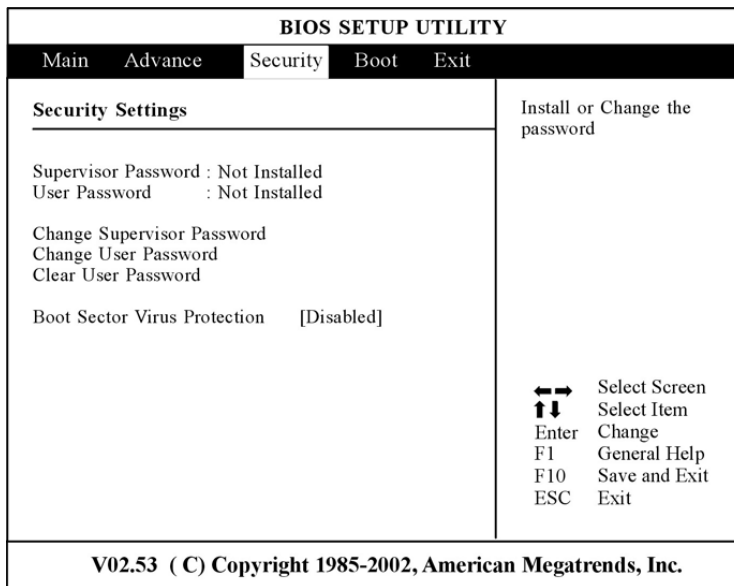 BIOS SETUP UTILITY
Main Advance Security Boot Exit
Security Settings
Supervisor Password : Not Installed
User Password : Not Installed
Change Supervisor Password
Change User Password
Clear User Password
Boot Sector Virus Protection [Disabled]
Install or Change the
password
Select Screen
Select Item
Enter Change
F1 General Help
F10 Save and Exit
ESC Exit
V02.53 ( C) Copyright 1985-2002, American Megatrends, Inc.